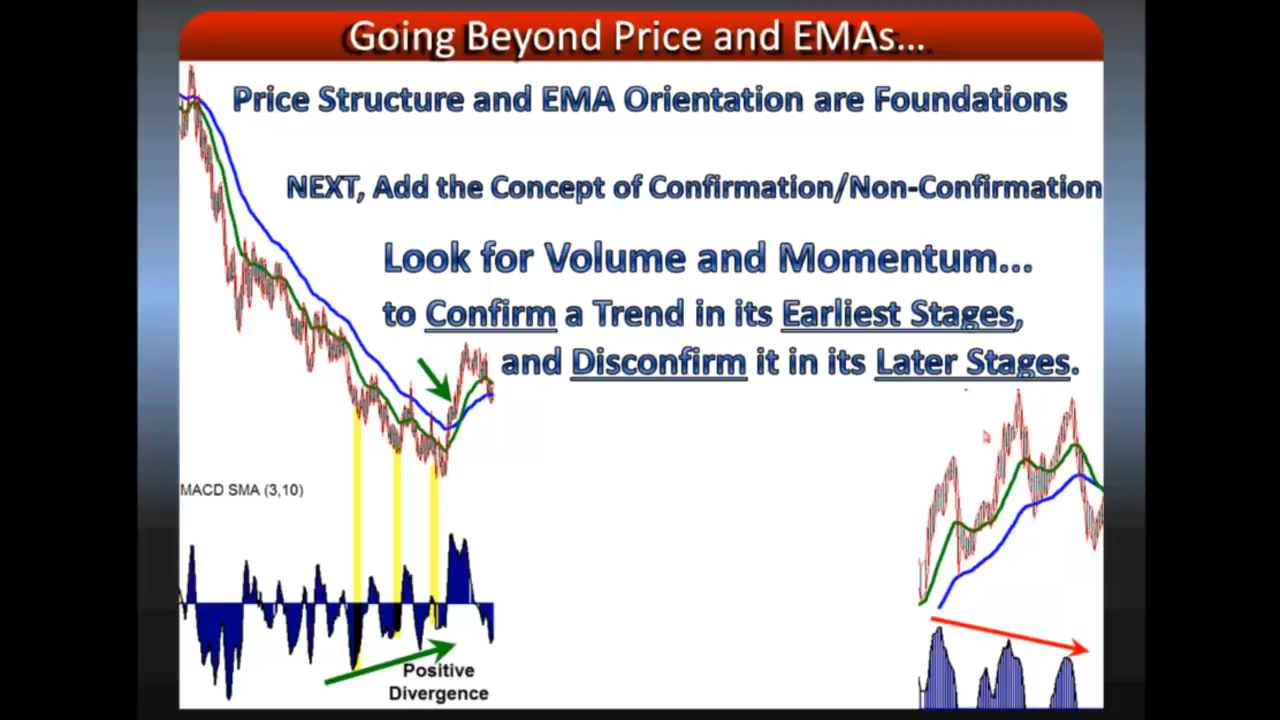 Going Beyond Price and EMAs...
Price Structure and EMA Orientation are Foundations
NEXT, Add the Concept of Confirmation/Non-Confirmation
Look for Volume and Momentum...
to Confirm a Trend in its Earliest Stages,
and Disconfirm it in its Later Stages.
MACD SMA (3,10)
Positive
Divergence